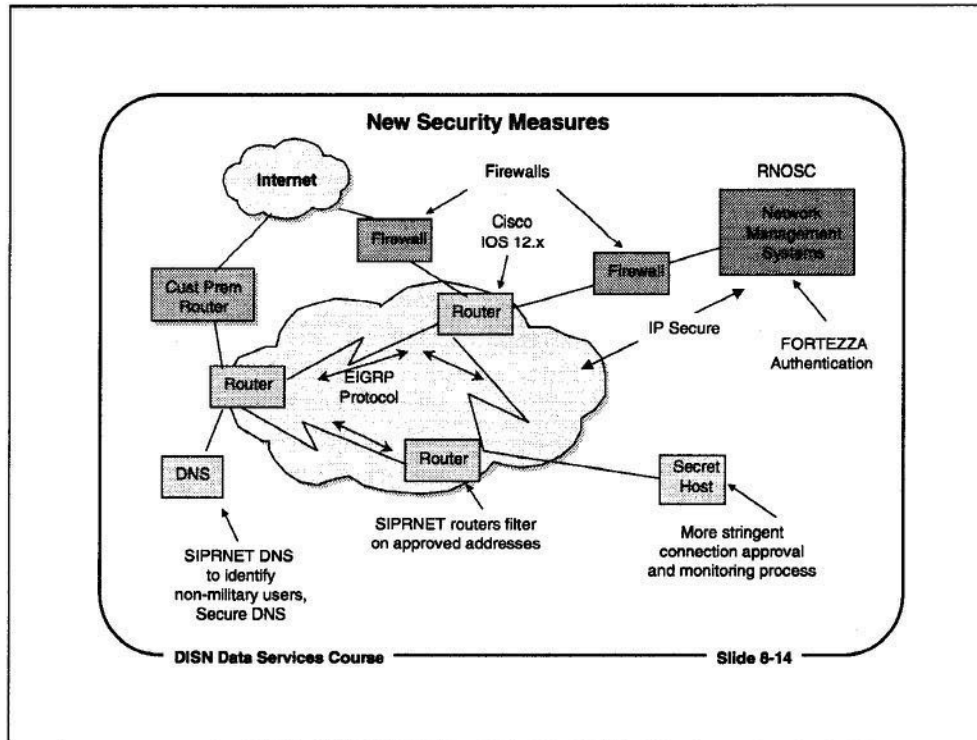 New Security Measures
Internet
Firewalls
RNOSC
Firewall
Cisco
IOS 12.x
Network
Management
Systems
Firewall
Cust Prem
Router
Router
IP Secure
FORTEZZA
Authentication
Router
EIGRP
Protocol
Router
DNS
Secret
Host
SIPRNET routers filter
on approved addresses
SIPRNET DNS
to identify
non-military users,
Secure DNS
More stringent
connection approval
and monitoring process
DISN Data Services Course
Slide 8-14